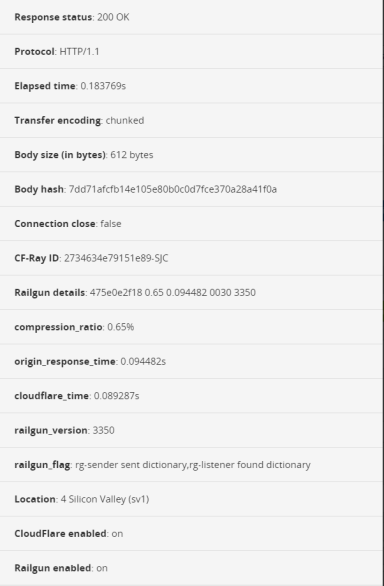 Response status: 200 OK
Protocol: HTTP/1.1
Elapsed time: 0.183769s
Transfer encoding: chunked
Body size (in bytes): 612 bytes
Body hash: 7dd71afcfb14e105e80b0c0d7fce370a28a41f0a
Connection close: false
CF-Ray ID: 2734634e79151e89-SJC
Railgun details: 475e0e2f18 0.65 0.094482 0030 3350
compression_ratio: 0.65%
origin_response_time: 0.094482s
cloudflare_time: 0.089287s
railgun_version: 3350
railgun_flag: rg-sender sent dictionary,rg-listener found dictionary
Location: 4 Silicon Valley (sv1)
CloudFlare enabled: on
Railgun enabled: on